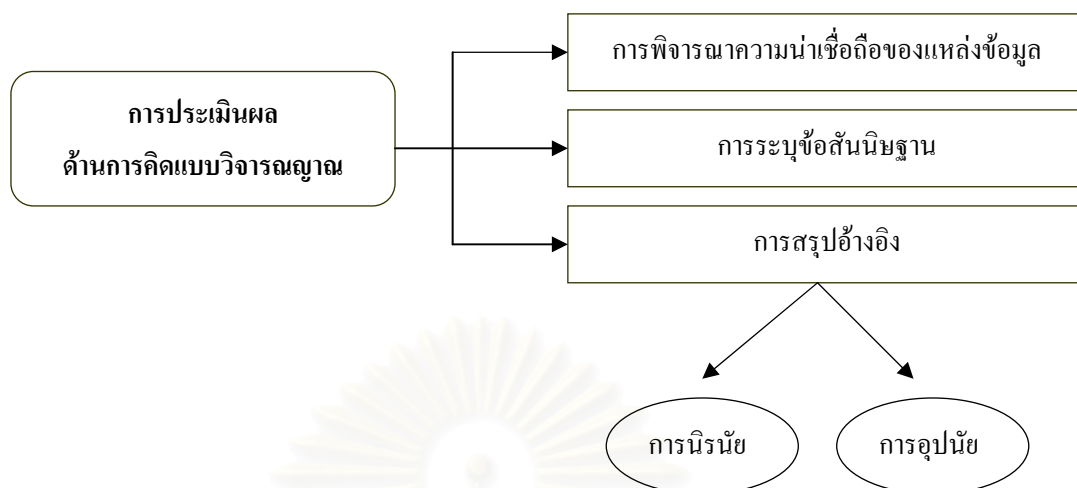 การพิจารณาความน่าเชื่อถือของแหล่งข้อมูล
การประเมินผล
ด้านการคิดแบบวิจารณญาณ
การระบุข้อสันนิษฐาน
การสรุปอ้างอิง
การนิรนัย
การอุปนัย